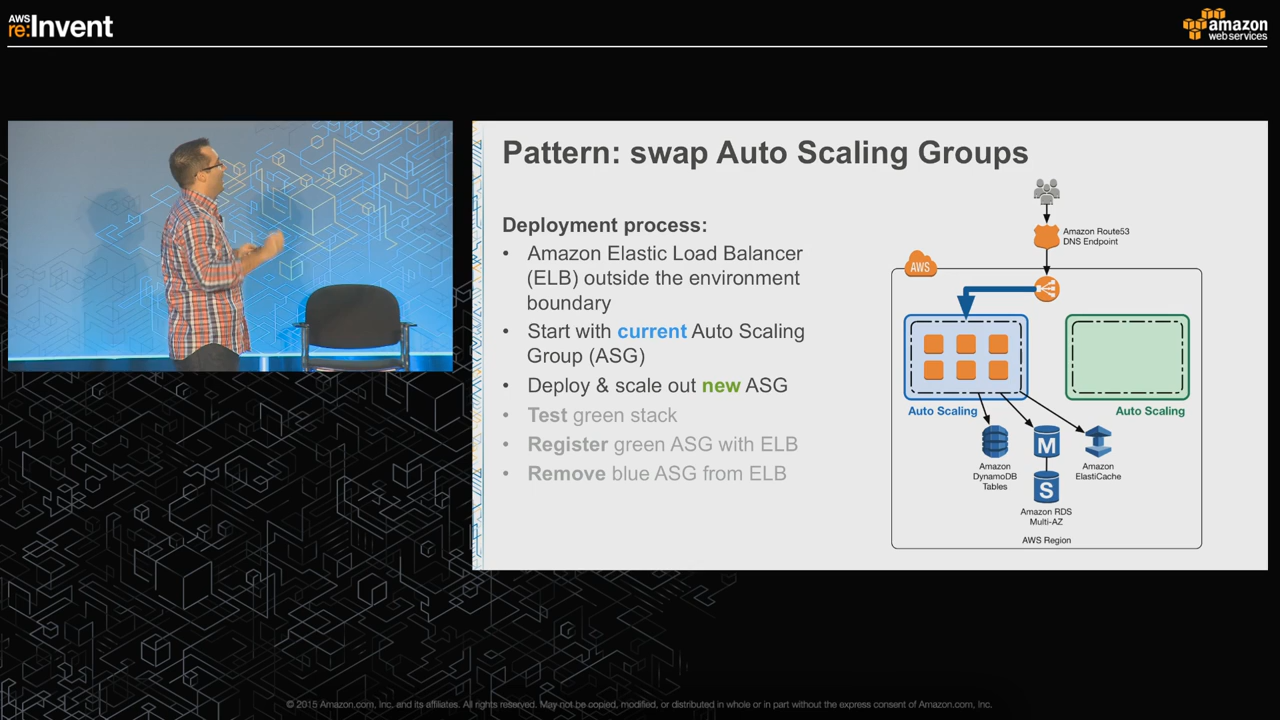 AWS
re:Invent
amazon
web services
Pattern: swap Auto Scaling Groups
Deployment process:
• Amazon Elastic Load Balancer
(ELB) outside the environment
boundary
• Start with current Auto Scaling
Group (ASG)
• Deploy & scale out new ASG
• Test green stack
• Register green ASG with ELB
• Remove blue ASG from ELB
Amazon Route53
DNS Endpoint
AWS
Auto Scaling
Auto Scaling
M
S
Amazon
DynamoDB
Tables
Amazon
ElastiCache
Amazon RDS
Multi-AZ
AWS Region
© 2015 Amazon.com, Inc. and its affiliates. All rights reserved. May not be copied, modified, or distributed in whole or in part without the express consent of Amazon.com, Inc.